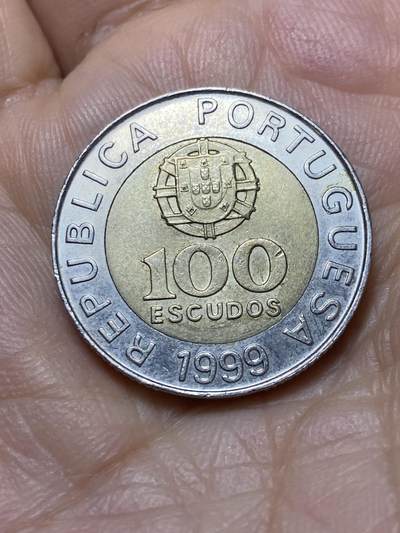 REPUBLICA PORTUGUESA
100
ESCUDOS
1999